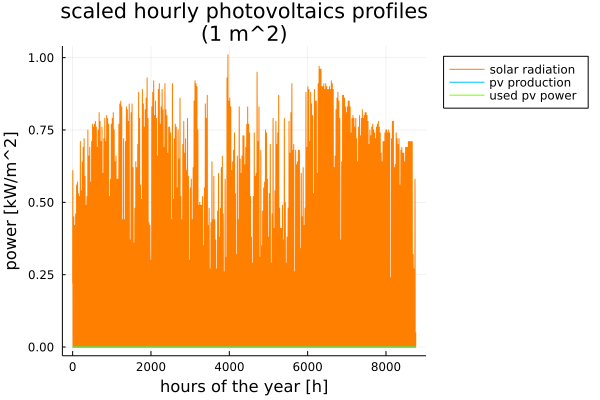 scaled hourly photovoltaics profiles
(1 m^2)
solar radiation
pv production
used pv power
power [kW/m^2]
1.00
0.75
0.50
0.25
0.00
0
2000
4000
6000
8000
hours of the year [h]